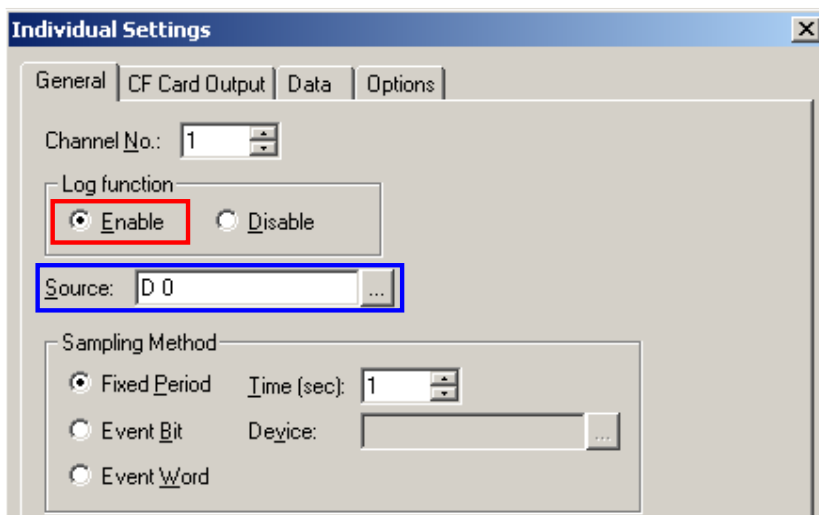 Individual Settings
General CF Card Output Data Options
Channel No.: 1
Log function
Enable Disable
Source: D 0 ...
Sampling Method
Fixed Period Time (sec): 1
Event Bit Device: ...
Event Word